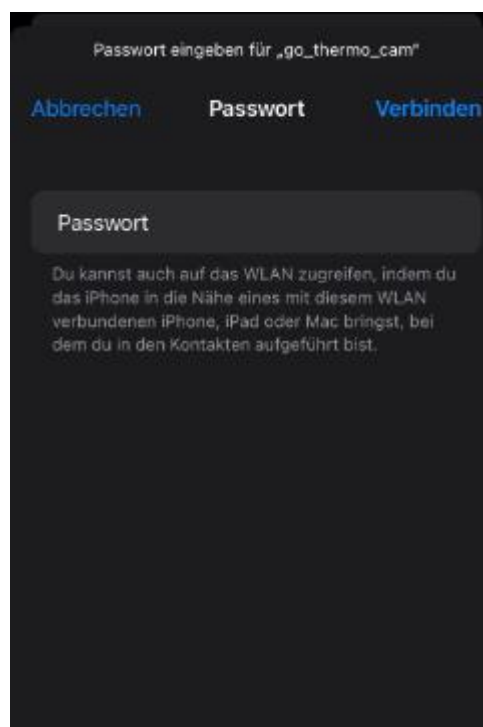 Passwort eingeben für „go_thermo_cam“
Abbrechen Passwort Verbinden
Passwort
Du kannst auch auf das WLAN zugreifen, indem du
das iPhone in die Nähe eines mit diesem WLAN
verbundenen iPhone, iPad oder Mac bringst, bei
dem du in den Kontakten aufgeführt bist.